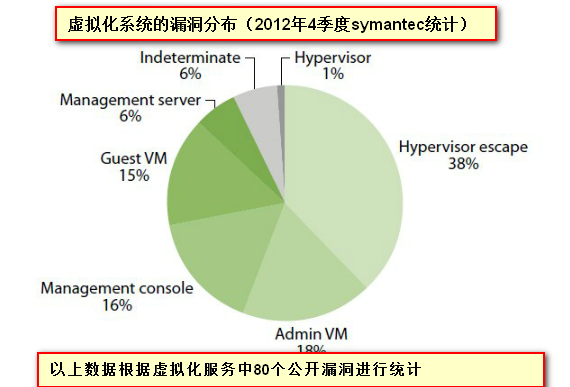 虚拟化系统的漏洞分布（2012年4季度symantec统计）
Indeterminate
6%
Hypervisor
1%
Management server
6%
Guest VM
15%
Hypervisor escape
38%
Management console
16%
Admin VM
18%
以上数据根据虚拟化服务中80个公开漏洞进行统计